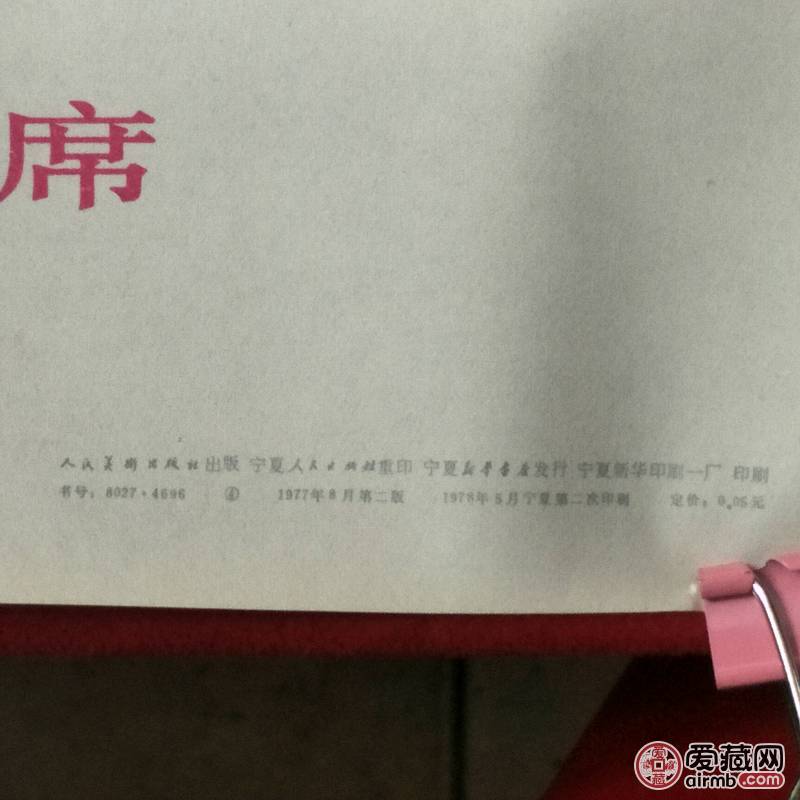 席
人民美术出版社出版 宁夏人民出版社重印 宁夏新华书店发行 宁夏新华印刷一厂 印刷
书号：8027·4696 ④ 1977年8月第二版 1978年5月宁夏第二次印刷 定价：0.05元
爱藏网
airmb.com